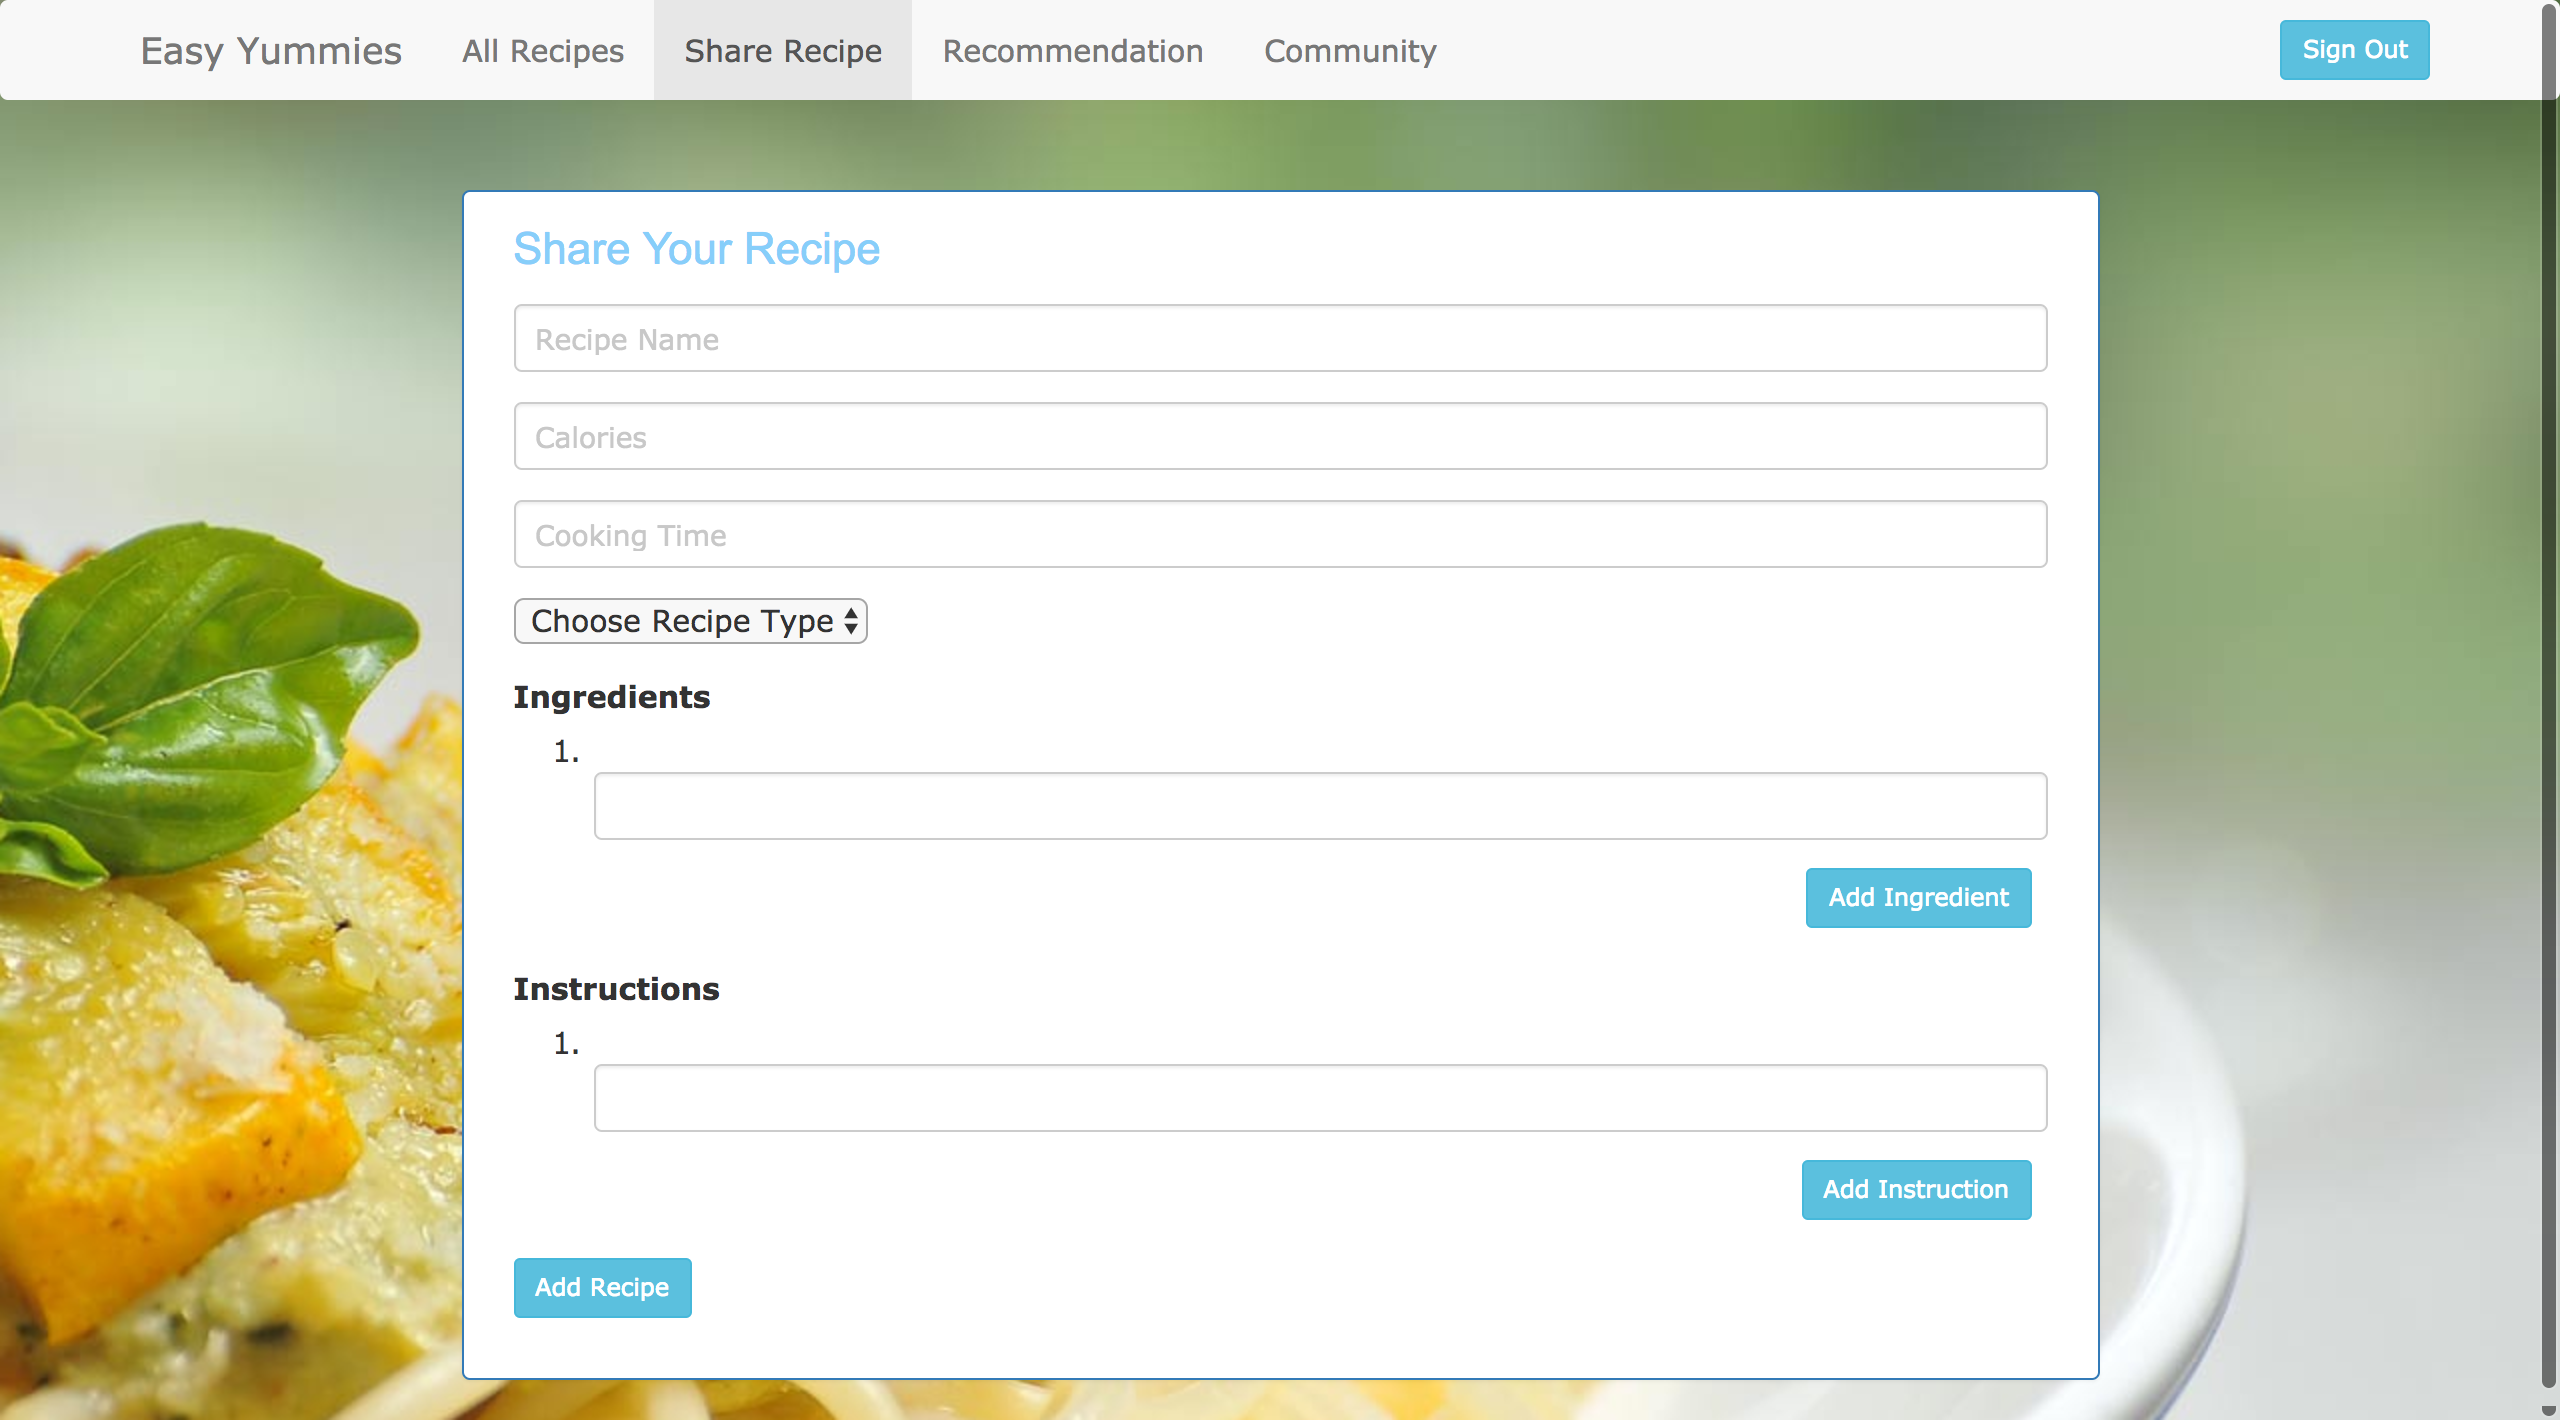 Easy Yummies All Recipes Share Recipe Recommendation Community Sign Out
Share Your Recipe
Recipe Name
Calories
Cooking Time
Choose Recipe Type
Ingredients
1.
Add Ingredient
Instructions
1.
Add Instruction
Add Recipe